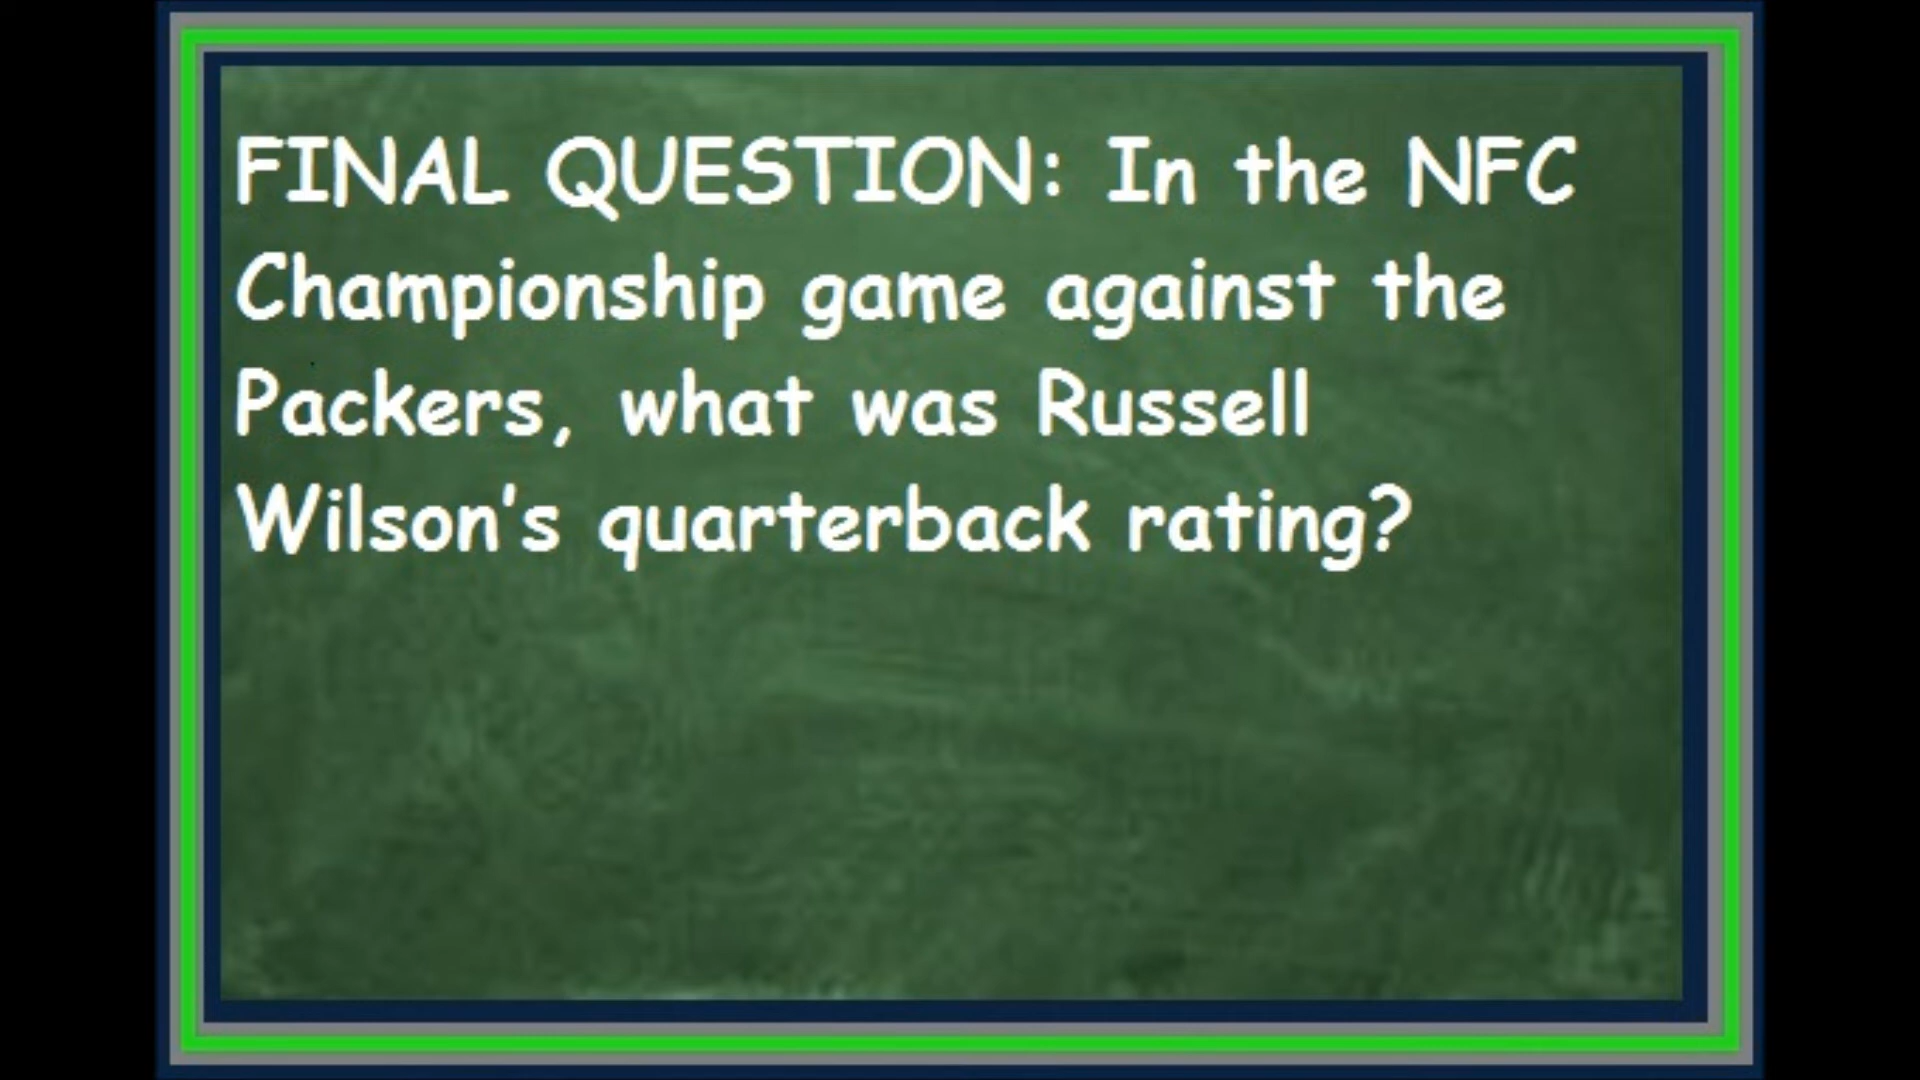 FINAL QUESTION: In the NFC
Championship game against the
Packers, what was Russell
Wilson's quarterback rating?